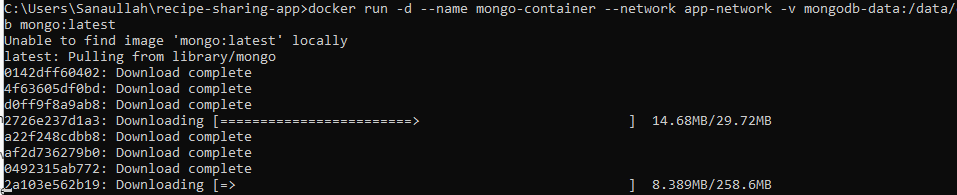 C:\Users\Sanaullah\recipe-sharing-app>docker run -d --name mongo-container --network app-network -v mongodb-data:/data/
b mongo:latest
Unable to find image 'mongo:latest' locally
latest: Pulling from library/mongo
0142dff60402: Download complete
4f63605df0bd: Download complete
d0ff9f8a9ab8: Download complete
2726e237d1a3: Downloading [========================>                          ]  14.68MB/29.72MB
a22f248cdbb8: Download complete
af2d736279b0: Download complete
0492315ab772: Download complete
2a103e562b19: Downloading [=>                                                 ]  8.389MB/258.6MB